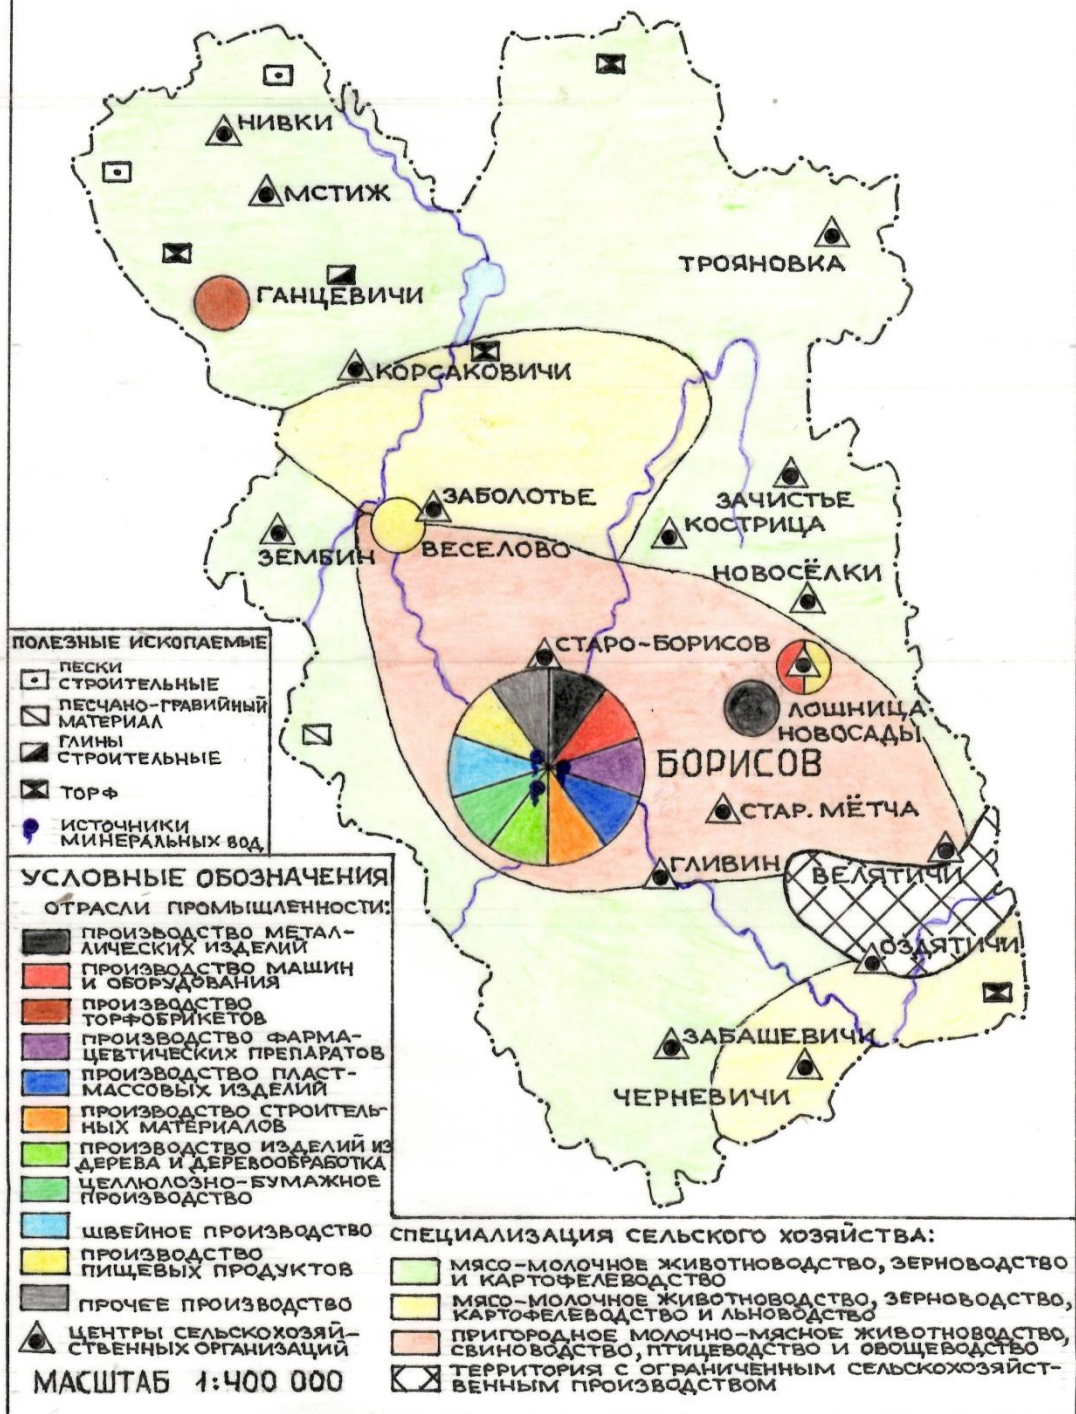 НИВКИ
МСТИЖ
ТРОЯНОВКА
ГАНЦЕВИЧИ
КОРСАКОВИЧИ
ЗАБОЛОТЬЕ
ЗАЧИСТЬЕ
КОСТРИЦА
ЗЕМБИН
ВЕСЕЛОВО
НОВОСЁЛКИ
СТАРО-БОРИСОВ
ЛОШНИЦА
НОВОСАДЫ
БОРИСОВ
СТАР. МЁТЧА
ГЛИВИН
ВЕЛЯТИЧИ
ОЗДЯТИЧИ
ЗАБАШЕВИЧИ
ЧЕРНЕВИЧИ
ПОЛЕЗНЫЕ ИСКОПАЕМЫЕ
ПЕСКИ
СТРОИТЕЛЬНЫЕ
ПЕСЧАНО-ГРАВИЙНЫЙ
МАТЕРИАЛ
ГЛИНЫ
СТРОИТЕЛЬНЫЕ
ТОРФ
ИСТОЧНИКИ
МИНЕРАЛЬНЫХ ВОД
УСЛОВНЫЕ ОБОЗНАЧЕНИЯ
ОТРАСЛИ ПРОМЫЩЛЕННОСТИ:
ПРОИЗВОДСТВО МЕТАЛ-
ЛИЧЕСКИХ ИЗДЕЛИЙ
ПРОИЗВОДСТВО МАШИН
И ОБОРУДОВАНИЯ
ПРОИЗВОДСТВО
ТОРФОБРИКЕТОВ
ПРОИЗВОДСТВО ФАРМА-
ЦЕВТИЧЕСКИХ ПРЕПАРАТОВ
ПРОИЗВОДСТВО ПЛАСТ-
МАССОВЫХ ИЗДЕЛИЙ
ПРОИЗВОДСТВО СТРОИТЕЛЬ-
НЫХ МАТЕРИАЛОВ
ПРОИЗВОДСТВО ИЗДЕЛИЙ ИЗ
ДЕРЕВА И ДЕРЕВООБРАБОТКА
ЦЕЛЛЮЛОЗНО-БУМАЖНОЕ
ПРОИЗВОДСТВО
ШВЕЙНОЕ ПРОИЗВОДСТВО
ПРОИЗВОДСТВО
ПИЩЕВЫХ ПРОДУКТОВ
ПРОЧЕЕ ПРОИЗВОДСТВО
ЦЕНТРЫ СЕЛЬСКОХОЗЯЙ-
СТВЕННЫХ ОРГАНИЗАЦИЙ
МАСШТАБ 1:400 000
СПЕЦИАЛИЗАЦИЯ СЕЛЬСКОГО ХОЗЯЙСТВА:
МЯСО-МОЛОЧНОЕ ЖИВОТНОВОДСТВО, ЗЕРНОВОДСТВО
И КАРТОФЕЛЕВОДСТВО
МЯСО-МОЛОЧНОЕ ЖИВОТНОВОДСТВО, ЗЕРНОВОДСТВО,
КАРТОФЕЛЕВОДСТВО И ЛЬНОВОДСТВО
ПРИГОРОДНОЕ МОЛОЧНО-МЯСНОЕ ЖИВОТНОВОДСТВО,
СВИНОВОДСТВО, ПТИЦЕВОДСТВО И ОВОЩЕВОДСТВО
ТЕРРИТОРИЯ С ОГРАНИЧЕННЫМ СЕЛЬСКОХОЗЯЙСТ-
ВЕННЫМ ПРОИЗВОДСТВОМ